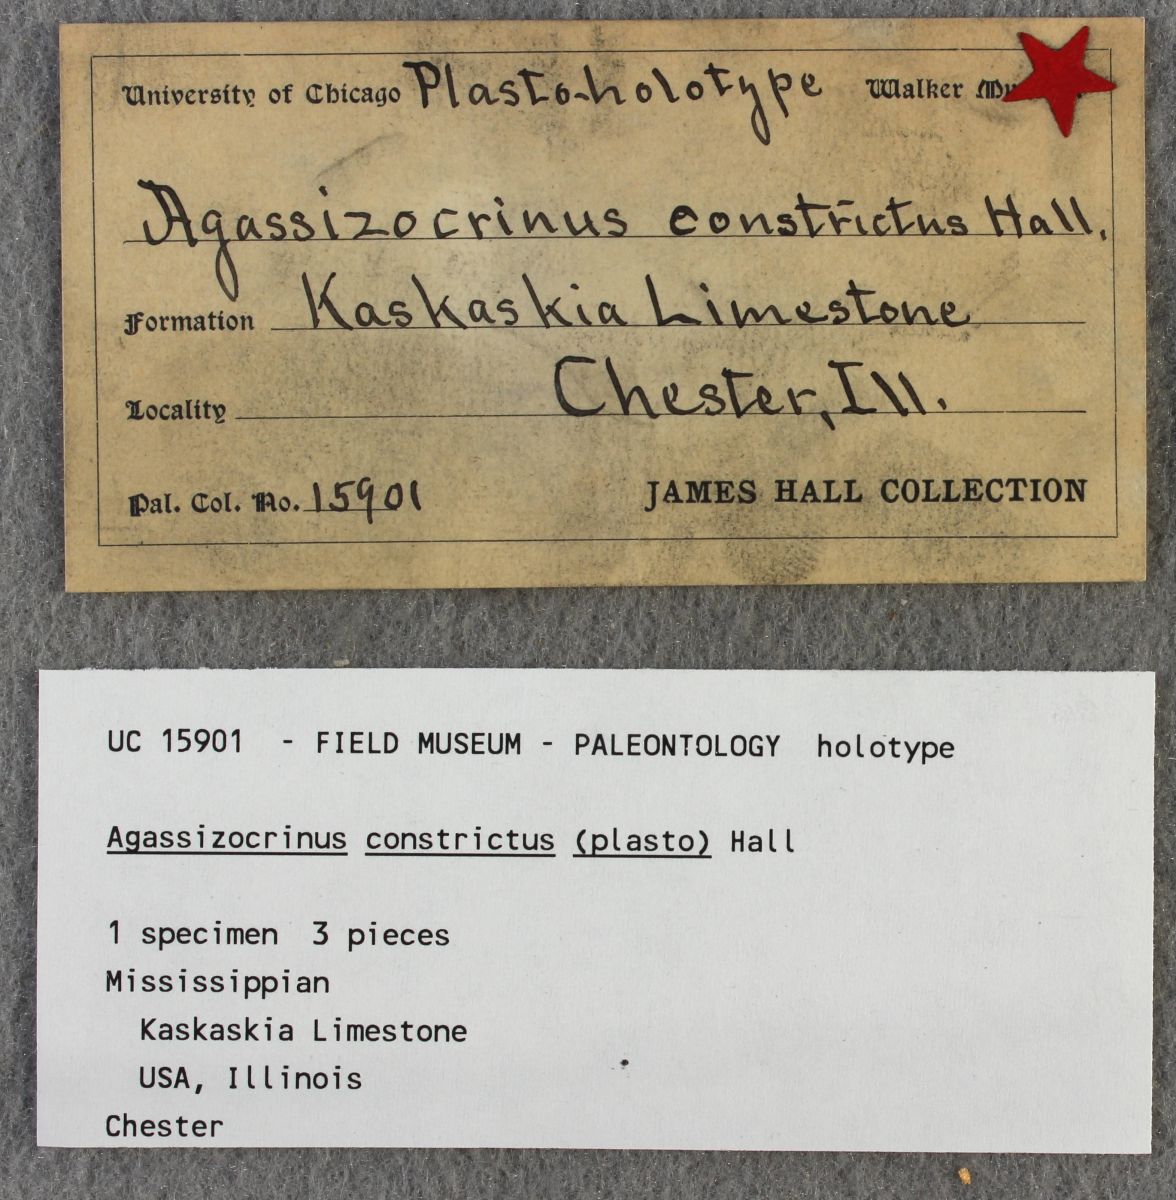 University of Chicago Plasto-holotype Walker
Agassizocrinus constrictus Hall.
Formation Kaskaskia Limestone
Locality Chester, Ill.
Pal. Col. No. 15901 JAMES HALL COLLECTION
UC 15901 - FIELD MUSEUM - PALEONTOLOGY holotype
Agassizocrinus constrictus (plasto) Hall
1 specimen 3 pieces
Mississippian
Kaskaskia Limestone
USA, Illinois
Chester